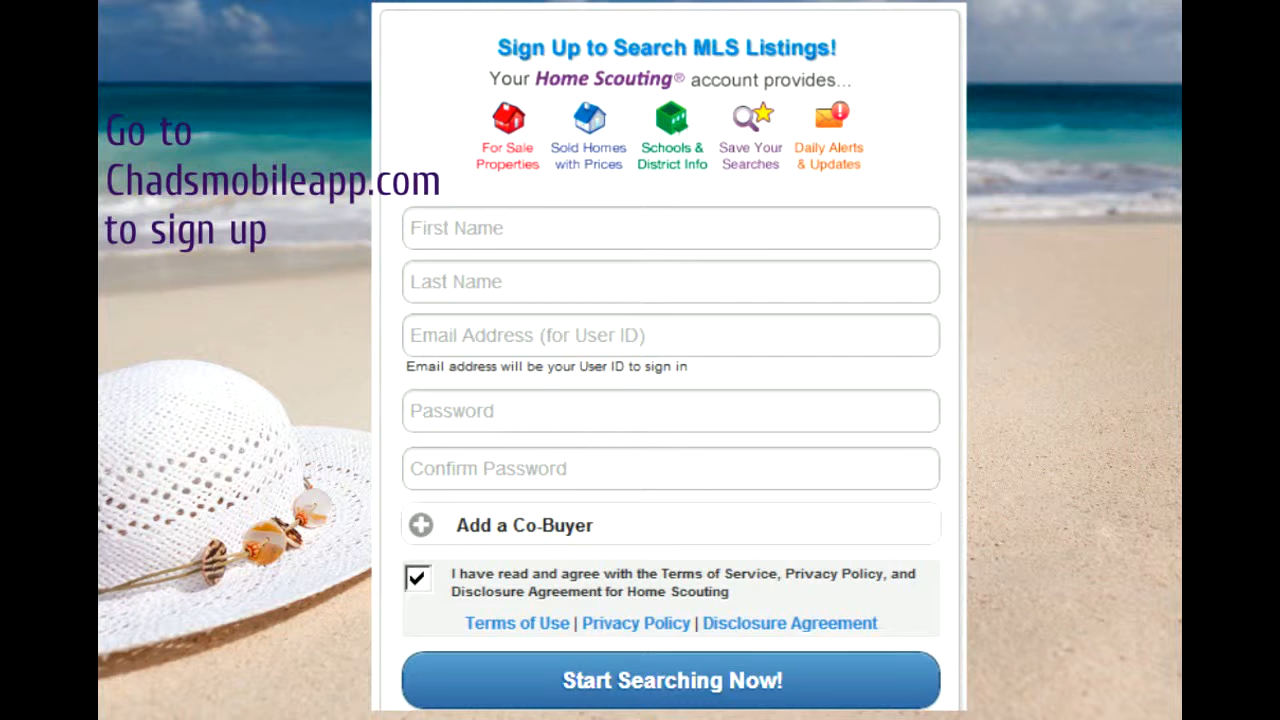 Sign Up to Search MLS Listings!
Your Home Scouting® account provides...
For Sale
Properties
Sold Homes
with Prices
Schools &
District Info
Save Your
Searches
Daily Alerts
& Updates
Go to
Chadsmobileapp.com
to sign up
First Name
Last Name
Email Address (for User ID)
Email address will be your User ID to sign in
Password
Confirm Password
Add a Co-Buyer
I have read and agree with the Terms of Service, Privacy Policy, and
Disclosure Agreement for Home Scouting
Terms of Use | Privacy Policy | Disclosure Agreement
Start Searching Now!